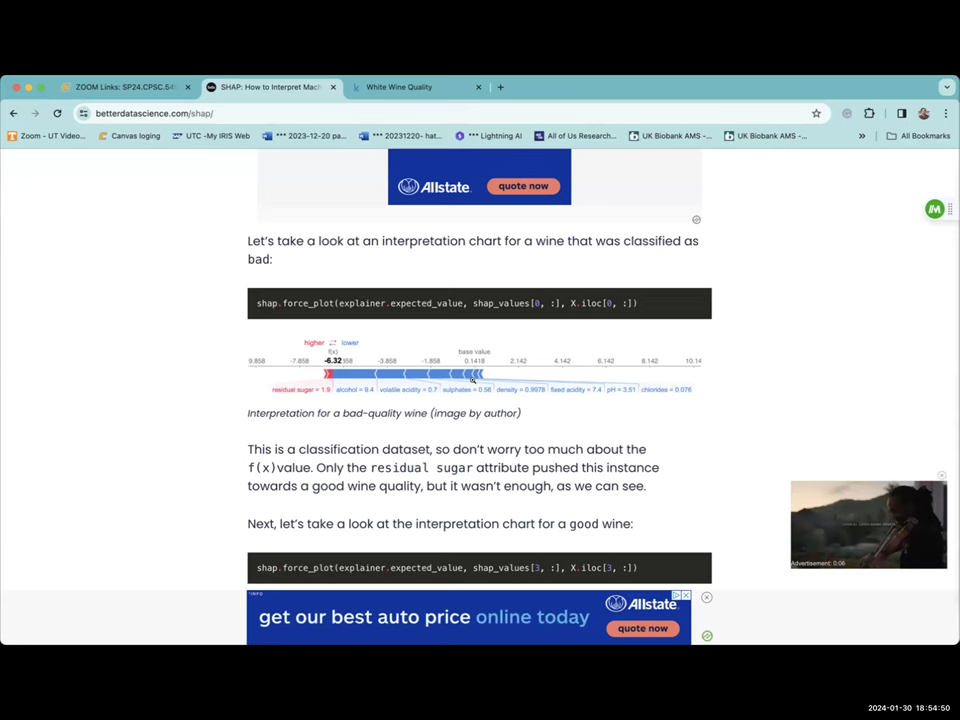 ZOOM Links: SP24.CPSC.54
SHAP: How to Interpret Mach
White Wine Quality
betterdatascience.com/shap/
Zoom - UT Video...
Canvas loging
UTC -My IRIS Web
*** 2023-12-20 pa...
*** 20231220- hat...
*** Lightning AI
All of Us Research...
UK Biobank AMS -...
UK Biobank AMS -...
»
All Bookmarks
Allstate
quote now
Let's take a look at an interpretation chart for a wine that was classified as
bad:
shap.force_plot(explainer.expected_value, shap_values[0, :], X.iloc[0, :])
higher lower
f(x) base value
9.858 -7.858 -6.32 358 -3.858 -1.858 0.1418 2.142 4.142 6.142 8.142 10.14
residual sugar = 1.9 alcohol = 9.4 volatile acidity = 0.7 sulphates = 0.56 density = 0.9978 fixed acidity = 7.4 pH = 3.51 chlorides = 0.076
Interpretation for a bad-quality wine (image by author)
This is a classification dataset, so don't worry too much about the
f(x)value. Only the residual sugar attribute pushed this instance
towards a good wine quality, but it wasn't enough, as we can see.
Next, let's take a look at the interpretation chart for a good wine:
shap.force_plot(explainer.expected_value, shap_values[3, :], X.iloc[3, :])
Advertisement: 0:06
get our best auto price online today
Allstate
quote now
2024-01-30 18:54:50